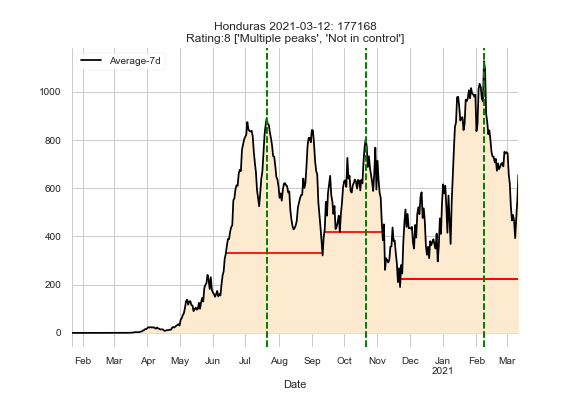 Honduras 2021-03-12: 177168
Rating:8 ['Multiple peaks', 'Not in control']
Average-7d
1000
800
600
400
200
0
Feb Mar Apr May Jun Jul Aug Sep Oct Nov Dec Jan Feb Mar
2021
Date